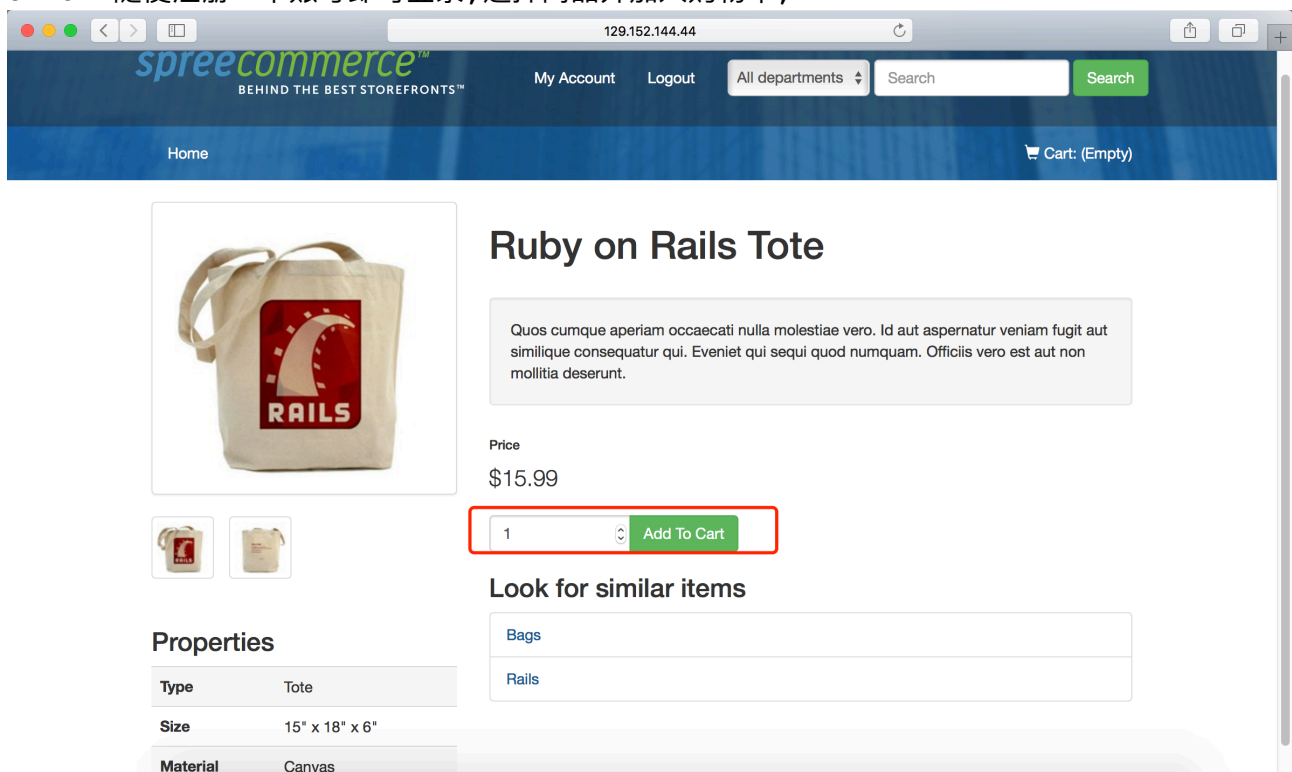 129.152.144.44
spreecommerce™
BEHIND THE BEST STOREFRONTS™
My Account Logout All departments Search Search
Home Cart: (Empty)
Ruby on Rails Tote
Quos cumque aperiam occaecati nulla molestiae vero. Id aut aspernatur veniam fugit aut
similique consequatur qui. Eveniet qui sequi quod numquam. Officiis vero est aut non
mollitia deserunt.
RAILS
Price
$15.99
1 Add To Cart
RAILS
Look for similar items
Bags
Rails
Properties
Type Tote
Size 15" x 18" x 6"
Material Canvas